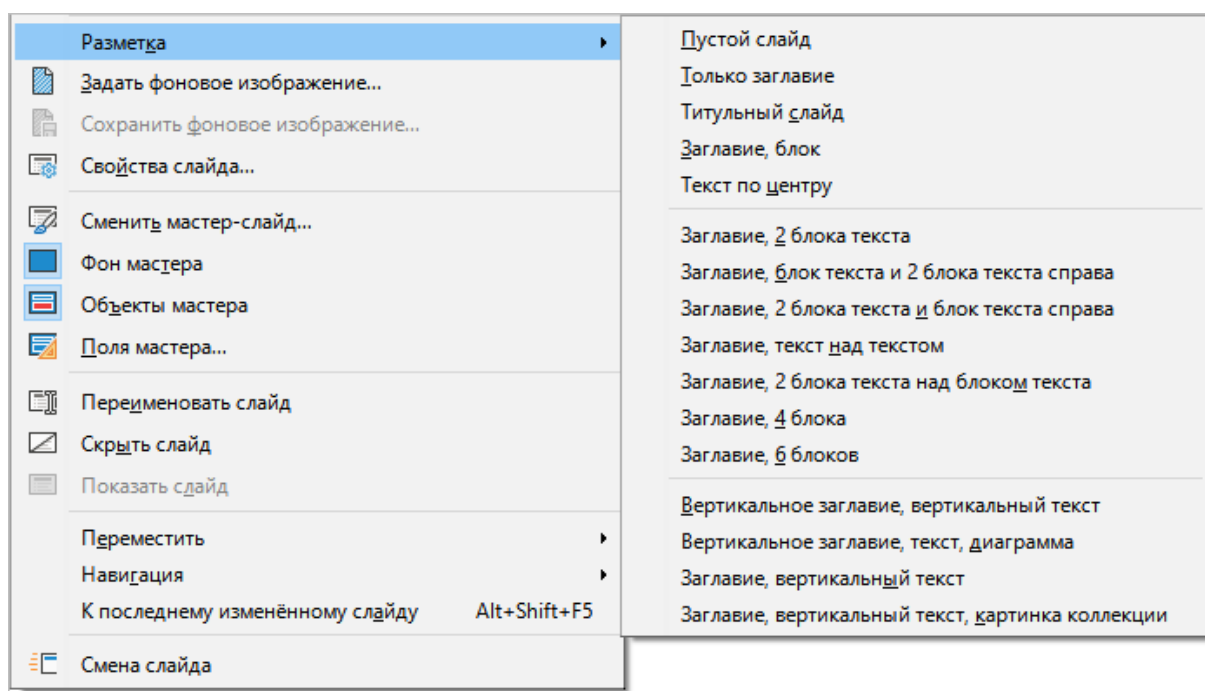 Разметка
Задать фоновое изображение...
Сохранить фоновое изображение...
Свойства слайда...
Сменить мастер-слайд...
Фон мастера
Объекты мастера
Поля мастера...
Переименовать слайд
Скрыть слайд
Показать слайд
Переместить
Навигация
К последнему изменённому слайду Alt+Shift+F5
Смена слайда
Пустой слайд
Только заглавие
Титульный слайд
Заглавие, блок
Текст по центру
Заглавие, 2 блока текста
Заглавие, блок текста и 2 блока текста справа
Заглавие, 2 блока текста и блок текста справа
Заглавие, текст над текстом
Заглавие, 2 блока текста над блоком текста
Заглавие, 4 блока
Заглавие, 6 блоков
Вертикальное заглавие, вертикальный текст
Вертикальное заглавие, текст, диаграмма
Заглавие, вертикальный текст
Заглавие, вертикальный текст, картинка коллекции